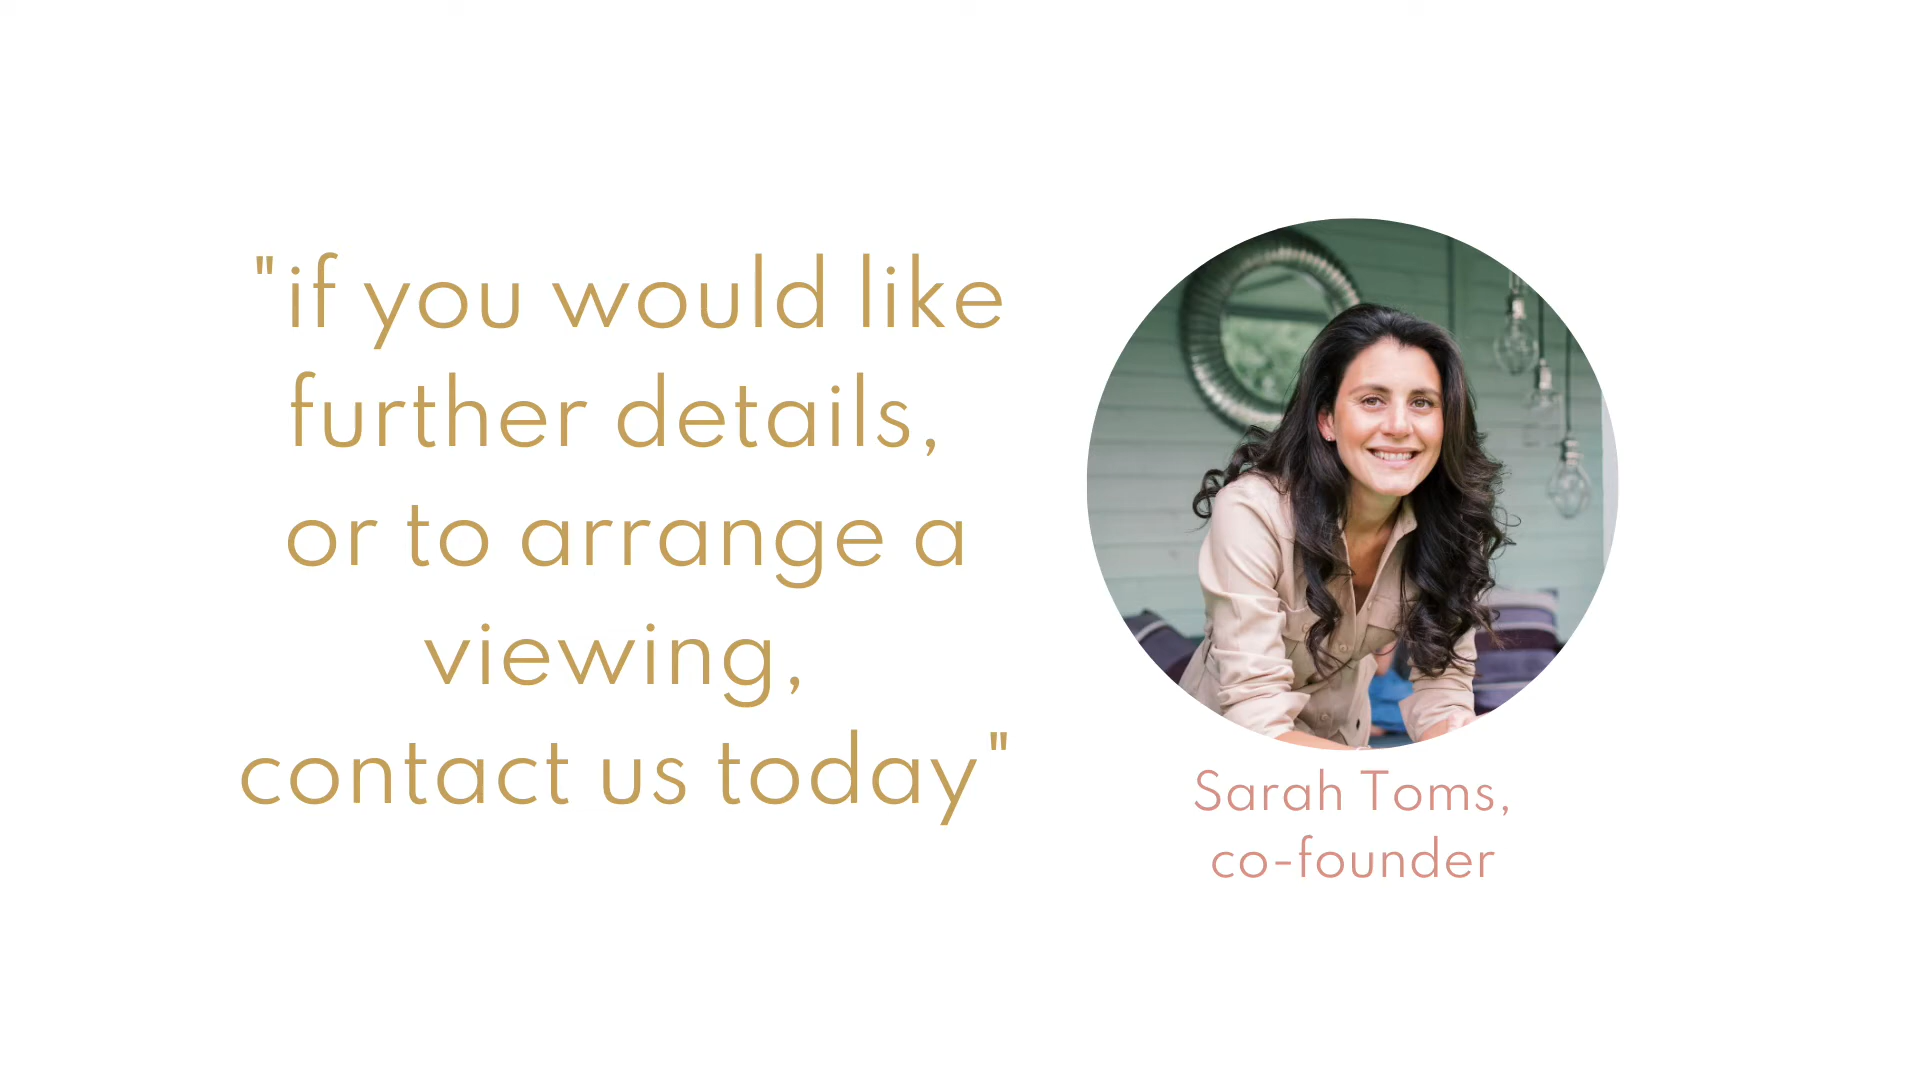 "if you would like
further details,
or to arrange a
viewing,
contact us today"
Sarah Toms,
co-founder